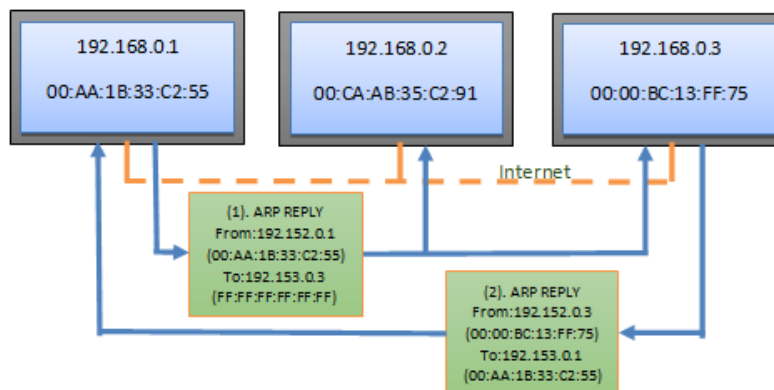 192.168.0.1
00:AA:1B:33:C2:55
192.168.0.2
00:CA:AB:35:C2:91
192.168.0.3
00:00:BC:13:FF:75
Internet
(1). ARP REPLY
From:192.152.0.1
(00:AA:1B:33:C2:55)
To:192.153.0.3
(FF:FF:FF:FF:FF:FF)
(2). ARP REPLY
From:192.152.0.3
(00:00:BC:13:FF:75)
To:192.153.0.1
(00:AA:1B:33:C2:55)